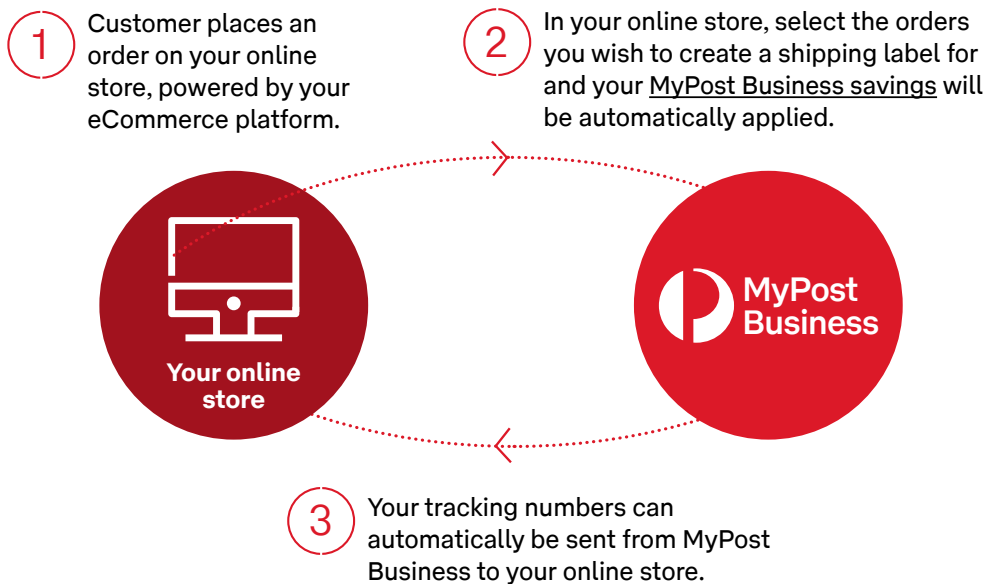 1
Customer places an
order on your online
store, powered by your
eCommerce platform.
2
In your online store, select the orders
you wish to create a shipping label for
and your MyPost Business savings will
be automatically applied.
Your online
store
MyPost
Business
3
Your tracking numbers can
automatically be sent from MyPost
Business to your online store.